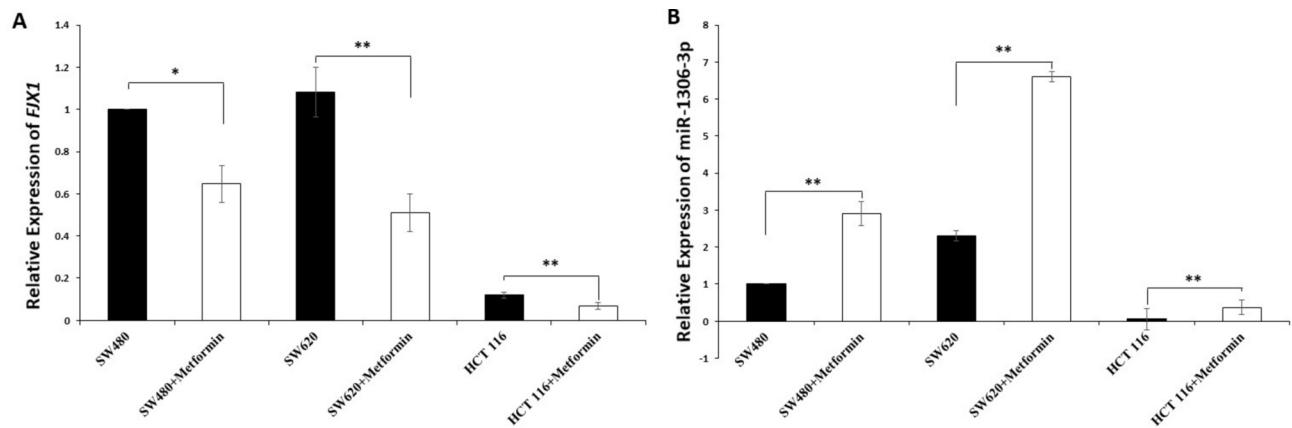 A
Relative Expression of FJX1
1.4
1.2
1
0.8
0.6
0.4
0.2
0
*
**
**
SW480
SW480+Metformin
SW620
SW620+Metformin
HCT 116
HCT 116+Metformin
B
Relative Expression of miR-1306-3p
8
7
6
5
4
3
2
1
0
-1
**
**
**
SW480
SW480+Metformin
SW620
SW620+Metformin
HCT 116
HCT 116+Metformin